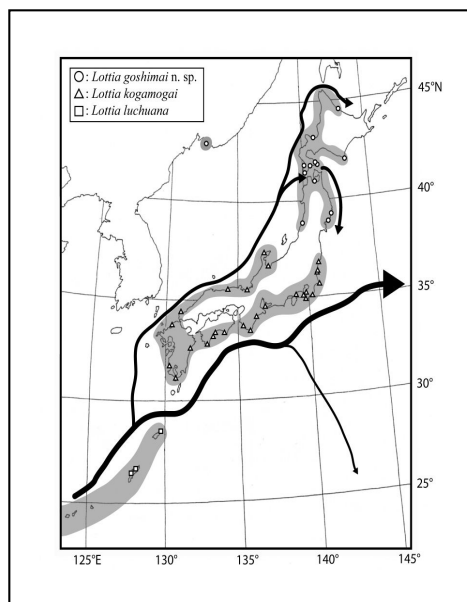 ○: Lottia goshimai n. sp.
△: Lottia kogamogai
□: Lottia luchuana
45°N
40°
35°
30°
25°
125°E 130° 135° 140° 145°